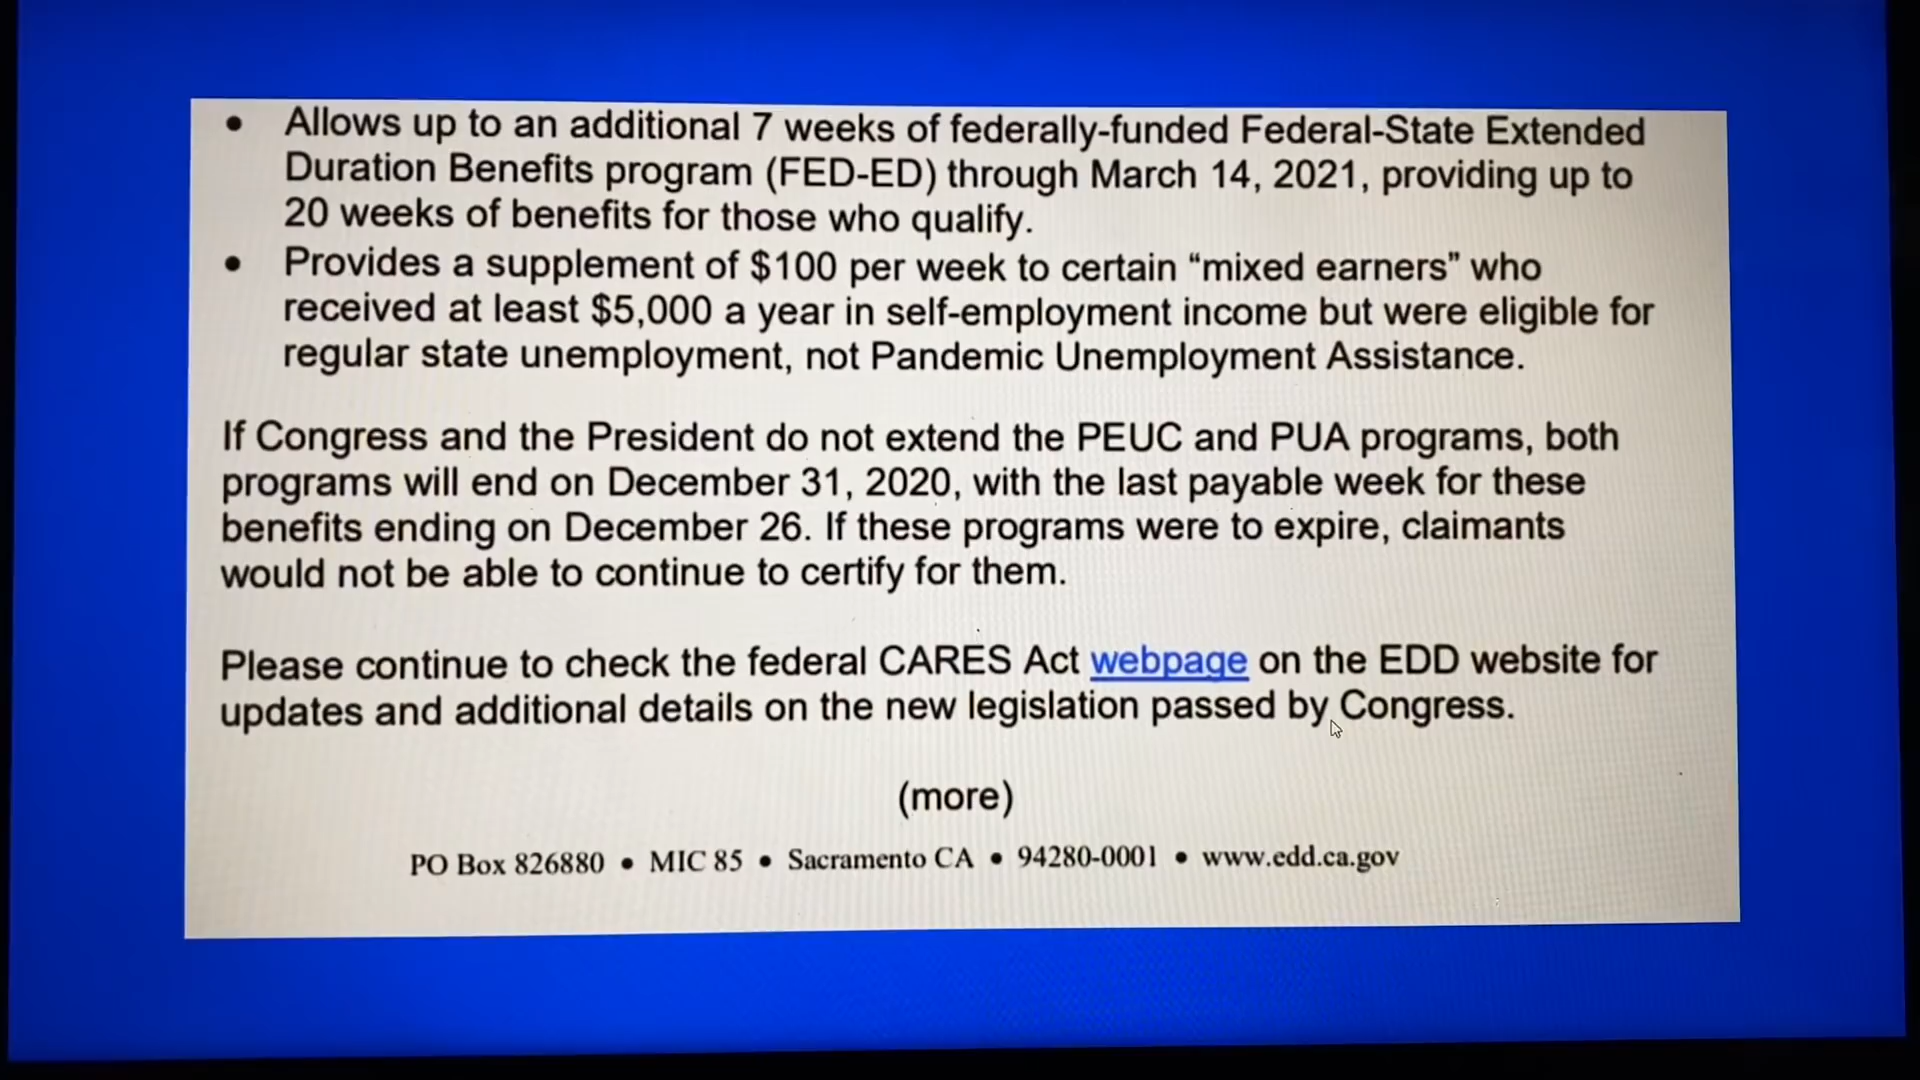 • Allows up to an additional 7 weeks of federally-funded Federal-State Extended
Duration Benefits program (FED-ED) through March 14, 2021, providing up to
20 weeks of benefits for those who qualify.
• Provides a supplement of $100 per week to certain “mixed earners” who
received at least $5,000 a year in self-employment income but were eligible for
regular state unemployment, not Pandemic Unemployment Assistance.
If Congress and the President do not extend the PEUC and PUA programs, both
programs will end on December 31, 2020, with the last payable week for these
benefits ending on December 26. If these programs were to expire, claimants
would not be able to continue to certify for them.
Please continue to check the federal CARES Act webpage on the EDD website for
updates and additional details on the new legislation passed by Congress.
(more)
PO Box 826880 • MIC 85 • Sacramento CA • 94280-0001 • www.edd.ca.gov